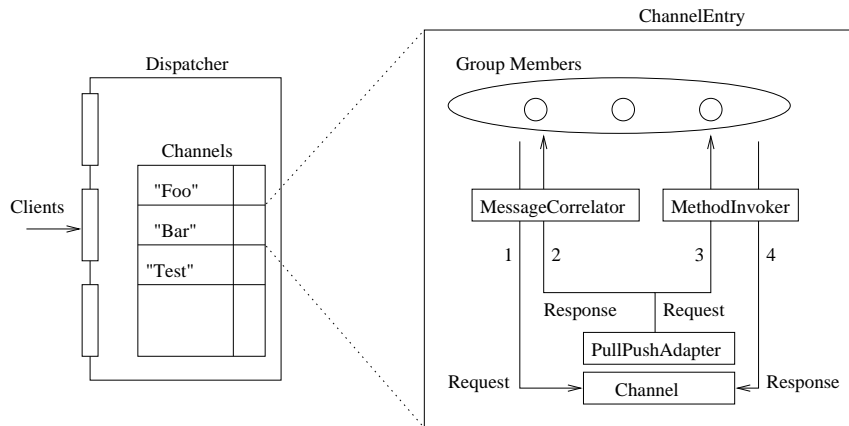 ChannelEntry
Dispatcher
Group Members
Channels
"Foo"
Clients
"Bar"
MessageCorrelator
MethodInvoker
"Test"
1
2
3
4
Response
Request
PullPushAdapter
Request
Channel
Response